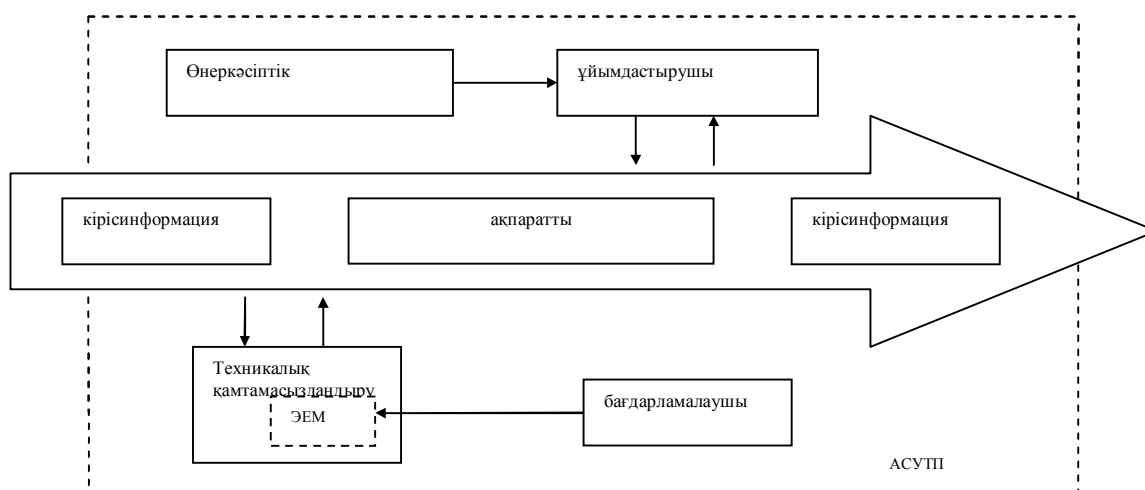 Өнеркәсіптік
ұйымдастырушы
кірісинформация
ақпаратты
кірісинформация
Техникалық
қамтамасыздандыру
ЭЕМ
бағдарламалаушы
АСУТП